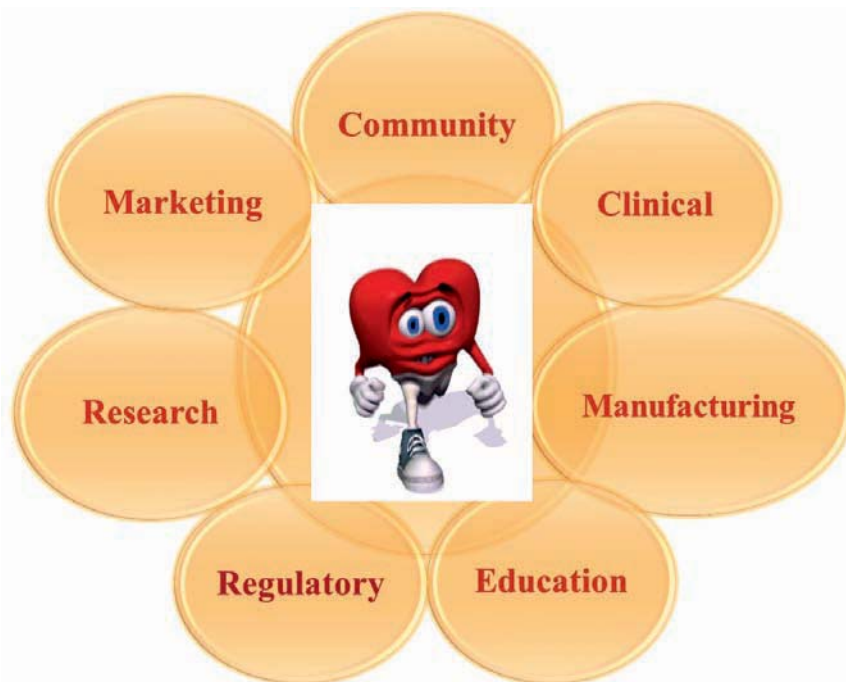 Community
Marketing
Clinical
Research
Manufacturing
Regulatory
Education